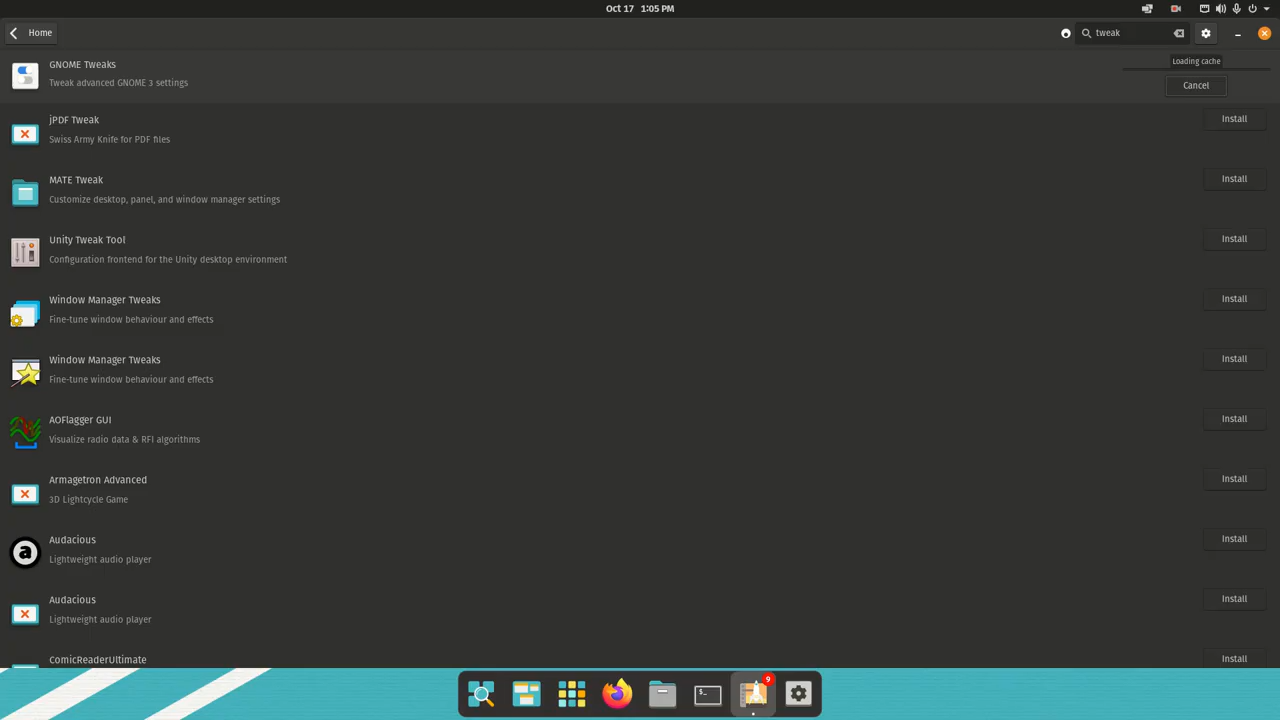 Oct 17 1:05 PM
Home
tweak
GNOME Tweaks
Tweak advanced GNOME 3 settings
Loading cache
Cancel
jPDF Tweak
Swiss Army Knife for PDF files
Install
MATE Tweak
Customize desktop, panel, and window manager settings
Install
Unity Tweak Tool
Configuration frontend for the Unity desktop environment
Install
Window Manager Tweaks
Fine-tune window behaviour and effects
Install
Window Manager Tweaks
Fine-tune window behaviour and effects
Install
AOFlagger GUI
Visualize radio data & RFI algorithms
Install
Armagetron Advanced
3D Lightcycle Game
Install
Audacious
Lightweight audio player
Install
Audacious
Lightweight audio player
Install
ComicReaderUltimate
Install
9